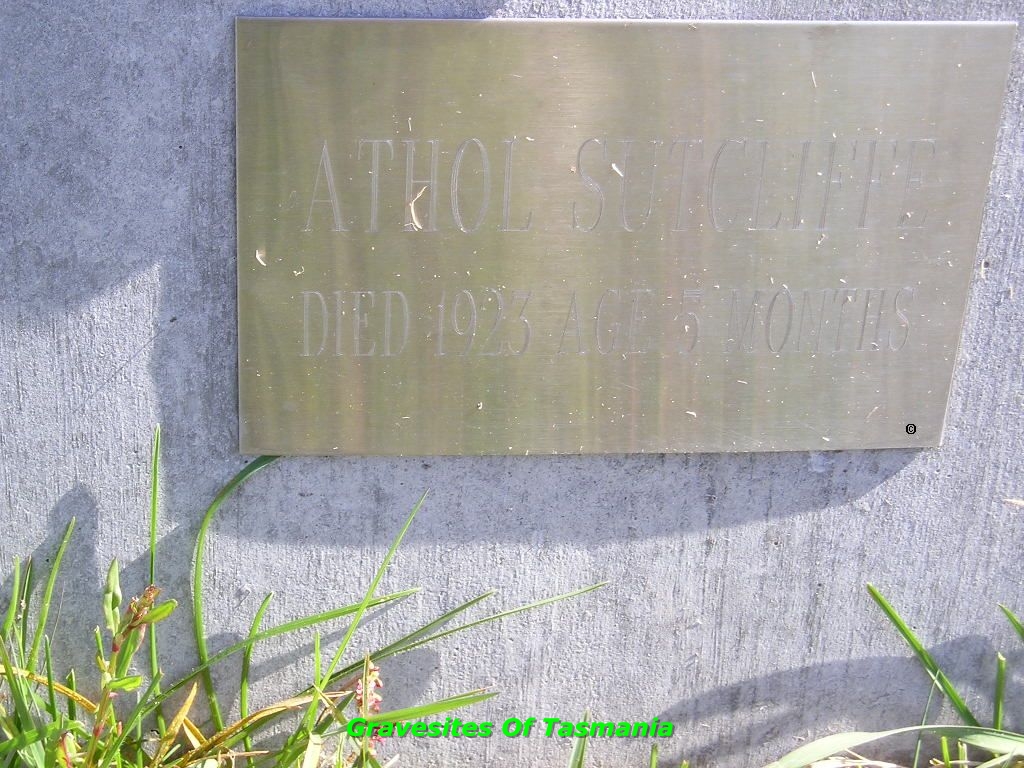 ATHOL SUTCLIFFE
DIED 1923 AGE 5 MONTHS
©
Gravesites Of Tasmania